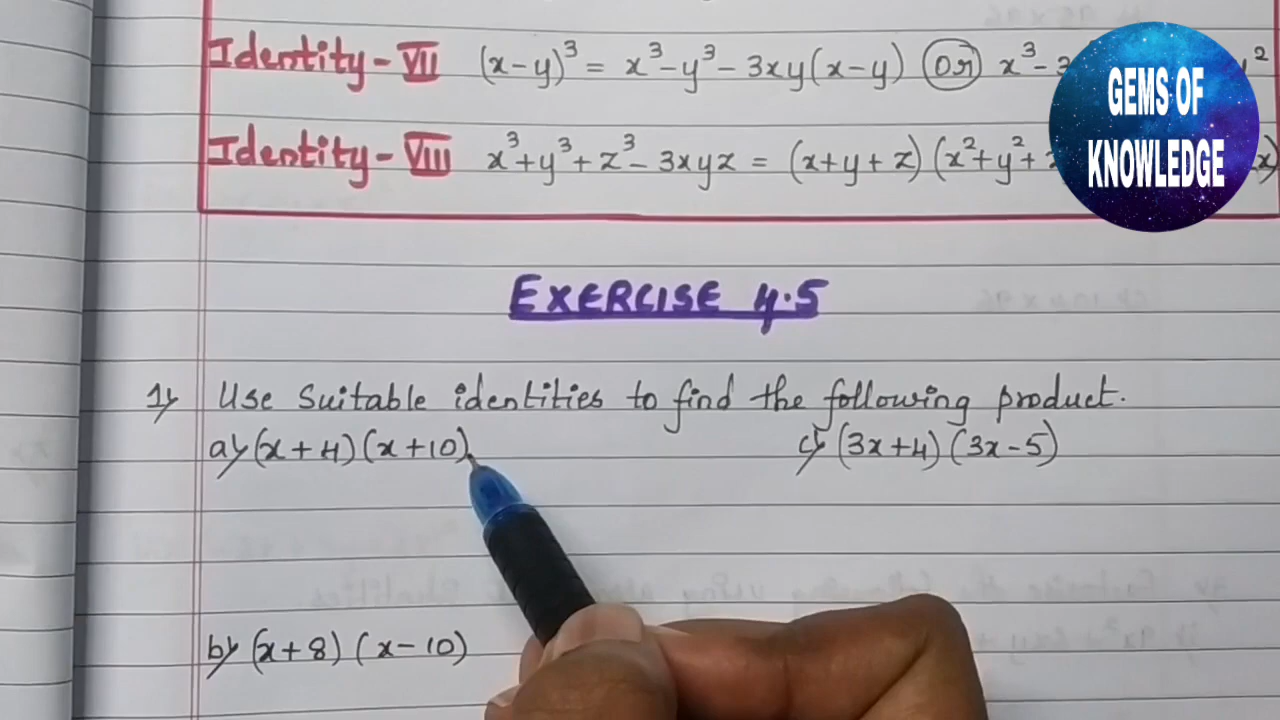 Identity - VII (x-y)³ = x³-y³-3xy(x-y) Or x³-3 y²
Identity - VIII x³+y³+z³-3xyz = (x+y+z)(x²+y²+z x)
GEMS OF
KNOWLEDGE
EXERCISE 4.5
1) Use Suitable identities to find the following product.
a) (x+4)(x+10) c) (3x+4)(3x-5)
b) (x+8)(x-10)